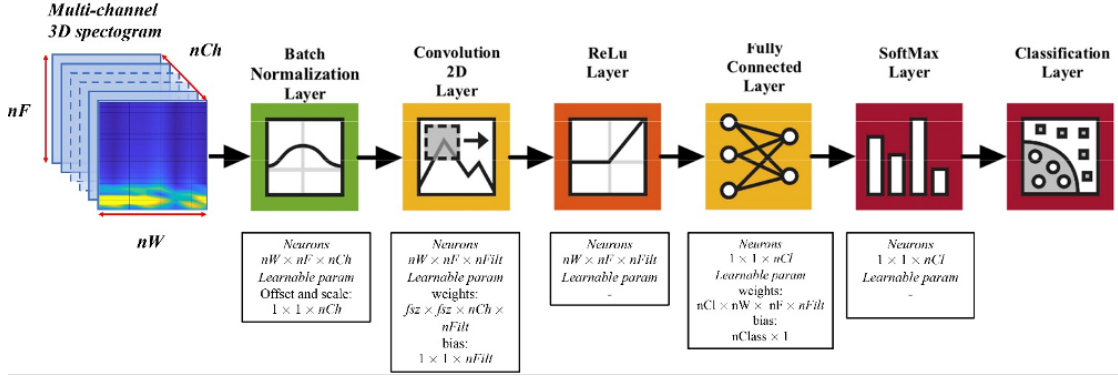 Multi-channel
3D spectogram
nCh
nF
nW
Batch
Normalization
Layer
Convolution
2D
Layer
ReLu
Layer
Fully
Connected
Layer
SoftMax
Layer
Classification
Layer
Neurons
nW × nF × nCh
Learnable param
Offset and scale:
1 × 1 × nCh
Neurons
nW × nF × nFilt
Learnable param
weights:
fsz × fsz × nCh ×
nFilt
bias:
1 × 1 × nFilt
Neurons
nW × nF × nFilt
Learnable param
-
Neurons
1 × 1 × nCl
Learnable param
weights:
nCl × nW × nF × nFilt
bias:
nClass × 1
Neurons
1 × 1 × nCl
Learnable param
-